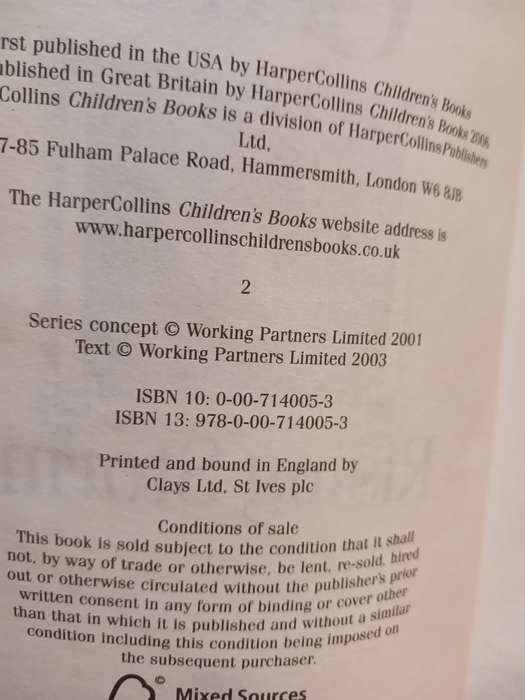 rst published in the USA by HarperCollins Children's Books
ublished in Great Britain by HarperCollins Children's Books 2006
Collins Children's Books is a division of HarperCollinsPublishers
Ltd,
7-85 Fulham Palace Road, Hammersmith, London W6 8JB
The HarperCollins Children's Books website address is
www.harpercollinschildrensbooks.co.uk
2
Series concept © Working Partners Limited 2001
Text © Working Partners Limited 2003
ISBN 10: 0-00-714005-3
ISBN 13: 978-0-00-714005-3
Printed and bound in England by
Clays Ltd, St Ives plc
Conditions of sale
This book is sold subject to the condition that it shall
not, by way of trade or otherwise, be lent, re-sold, hired
out or otherwise circulated without the publisher's prior
written consent in any form of binding or cover other
than that in which it is published and without a similar
condition including this condition being imposed on
the subsequent purchaser.
©
Mixed Sources